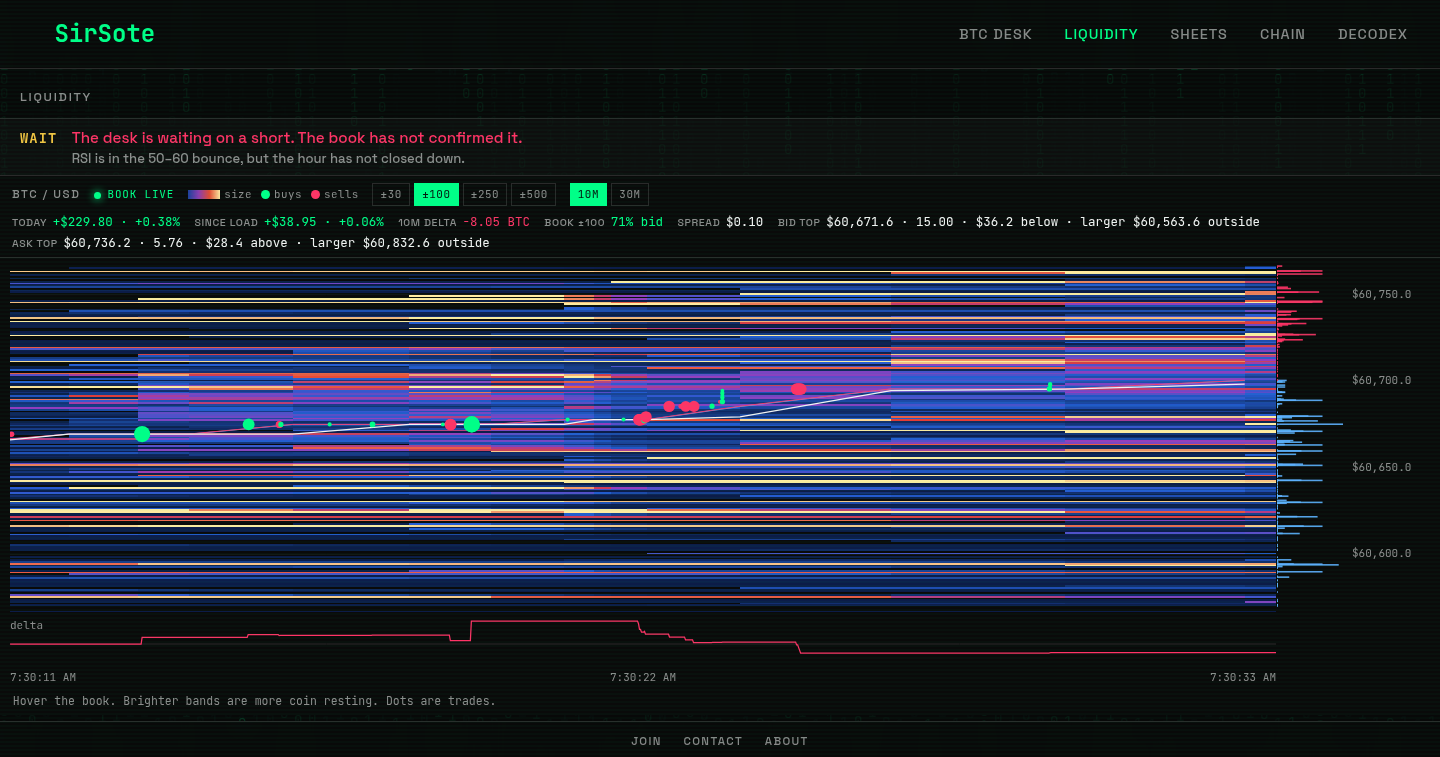 SirSote
BTC DESK LIQUIDITY SHEETS CHAIN DECODEX
LIQUIDITY
WAIT The desk is waiting on a short. The book has not confirmed it.
RSI is in the 50–60 bounce, but the hour has not closed down.
BTC / USD BOOK LIVE size buys sells ±30 ±100 ±250 ±500 10M 30M
TODAY +$229.80 · +0.38% SINCE LOAD +$38.95 · +0.06% 10M DELTA -8.05 BTC BOOK ±100 71% bid SPREAD $0.10 BID TOP $60,671.6 · 15.00 · $36.2 below · larger $60,563.6 outside
ASK TOP $60,736.2 · 5.76 · $28.4 above · larger $60,832.6 outside
$60,750.0
$60,700.0
$60,650.0
$60,600.0
delta
7:30:11 AM 7:30:22 AM 7:30:33 AM
Hover the book. Brighter bands are more coin resting. Dots are trades.
JOIN CONTACT ABOUT